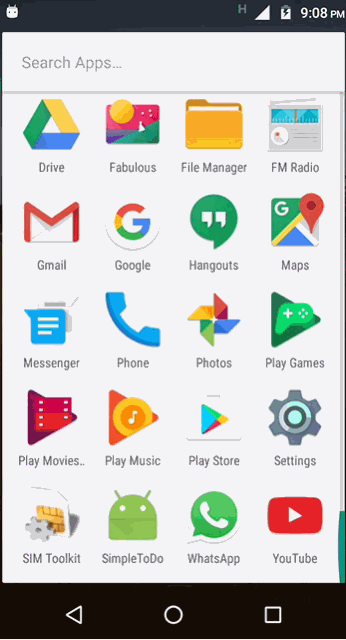 H 9:08 PM
Search Apps...
Drive Fabulous File Manager FM Radio
Gmail Google Hangouts Maps
Messenger Phone Photos Play Games
Play Movies.. Play Music Play Store Settings
SIM Toolkit SimpleToDo WhatsApp YouTube